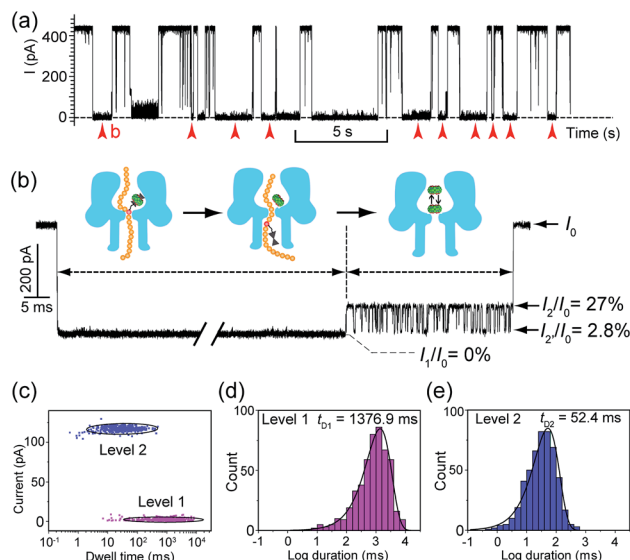 (a)
I (pA)
400
200
0
b
5 s
Time (s)
(b)
200 pA
5 ms
I0
I2/I0= 27%
I2'/I0= 2.8%
I1/I0= 0%
(c)
Current (pA)
100
50
0
Level 2
Level 1
10-1 100 101 102 103 104
Dwell time (ms)
(d)
Count
100
50
0
Level 1 tD1 = 1376.9 ms
-1 0 1 2 3 4
Log duration (ms)
(e)
Count
100
50
0
Level 2 tD2 = 52.4 ms
-1 0 1 2 3 4
Log duration (ms)